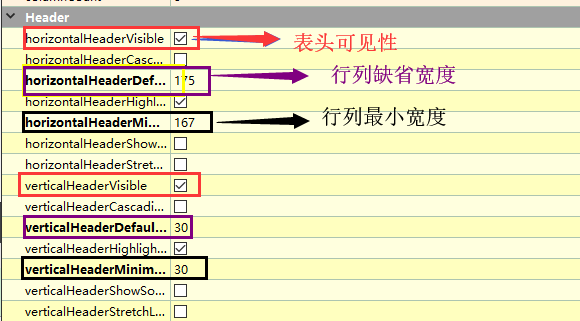 Header
horizontalHeaderVisible
表头可见性
horizontalHeaderCasc...
horizontalHeaderDef... 175
行列缺省宽度
horizontalHeaderHighl...
horizontalHeaderMi... 167
行列最小宽度
horizontalHeaderShow...
horizontalHeaderStret...
verticalHeaderVisible
verticalHeaderCascadi...
verticalHeaderDefaul... 30
verticalHeaderHighligh...
verticalHeaderMinim... 30
verticalHeaderShowSo...
verticalHeaderStretchL...